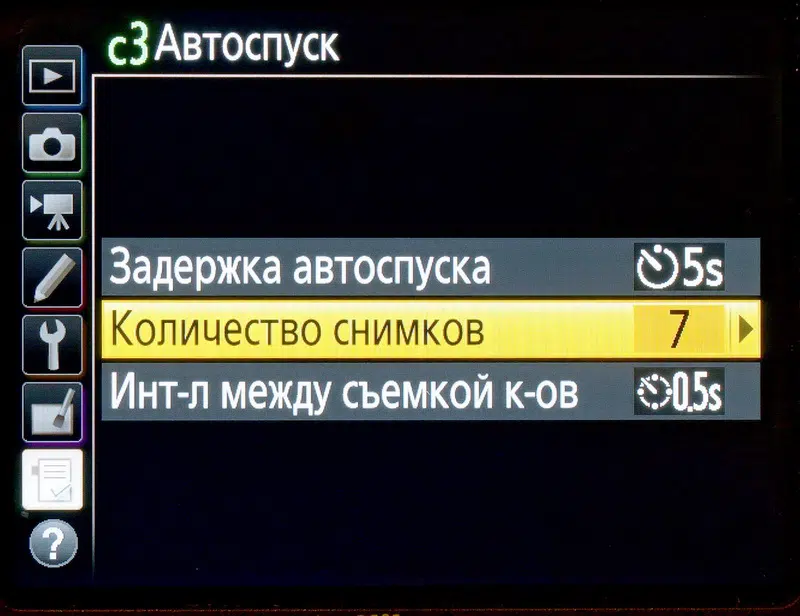 c3 Автоспуск
Задержка автоспуска 5s
Количество снимков 7
Инт-л между съемкой к-ов 0.5s
?